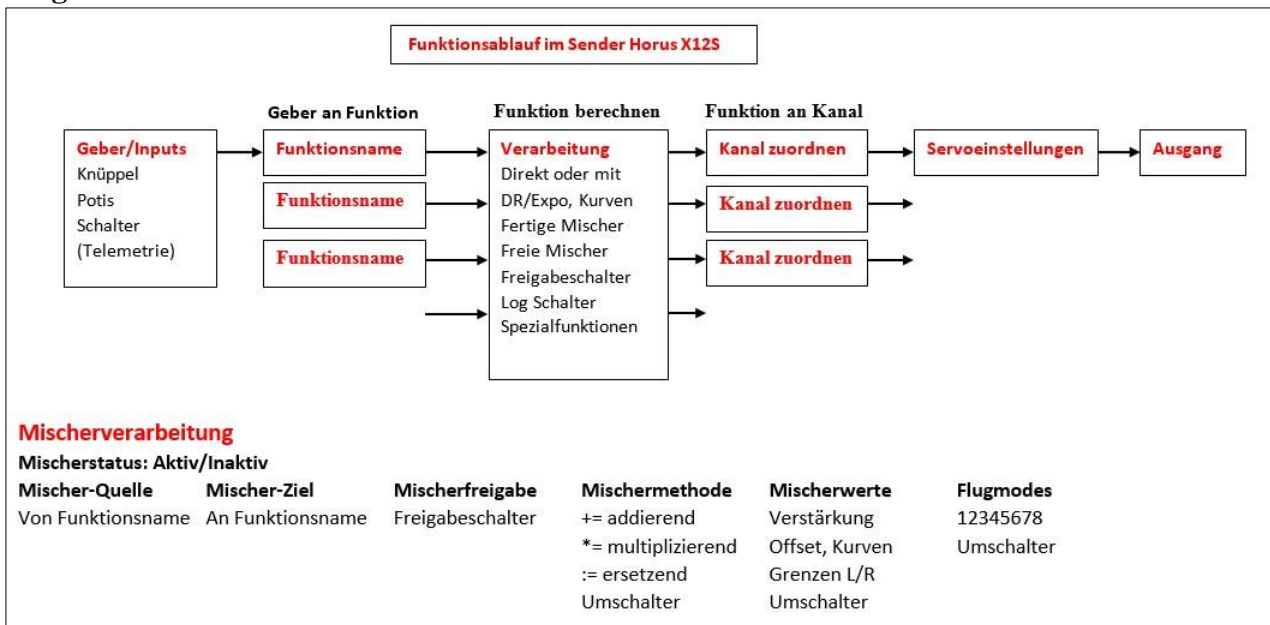 Funktionsablauf im Sender Horus X12S
Geber an Funktion
Funktion berechnen
Funktion an Kanal
Geber/Inputs
Knüppel
Potis
Schalter
(Telemetrie)
Funktionsname
Funktionsname
Funktionsname
Verarbeitung
Direkt oder mit
DR/Expo, Kurven
Fertige Mischer
Freie Mischer
Freigabeschalter
Log Schalter
Spezialfunktionen
Kanal zuordnen
Kanal zuordnen
Kanal zuordnen
Servoeinstellungen
Ausgang
Mischerverarbeitung
Mischerstatus: Aktiv/Inaktiv
Mischer-Quelle Mischer-Ziel Mischerfreigabe Mischermethode Mischerwerte Flugmodes
Von Funktionsname An Funktionsname Freigabeschalter += addierend Verstärkung 12345678
*= multiplizierend Offset, Kurven Umschalter
:= ersetzend Grenzen L/R
Umschalter Umschalter